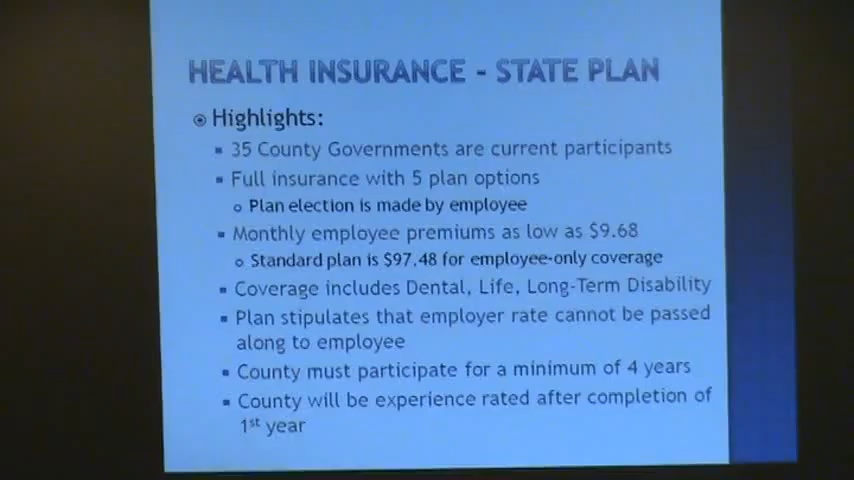 HEALTH INSURANCE - STATE PLAN
Highlights:
35 County Governments are current participants
Full insurance with 5 plan options
Plan election is made by employee
Monthly employee premiums as low as $9.68
Standard plan is $97.48 for employee-only coverage
Coverage includes Dental, Life, Long-Term Disability
Plan stipulates that employer rate cannot be passed
along to employee
County must participate for a minimum of 4 years
County will be experience rated after completion of
1st year